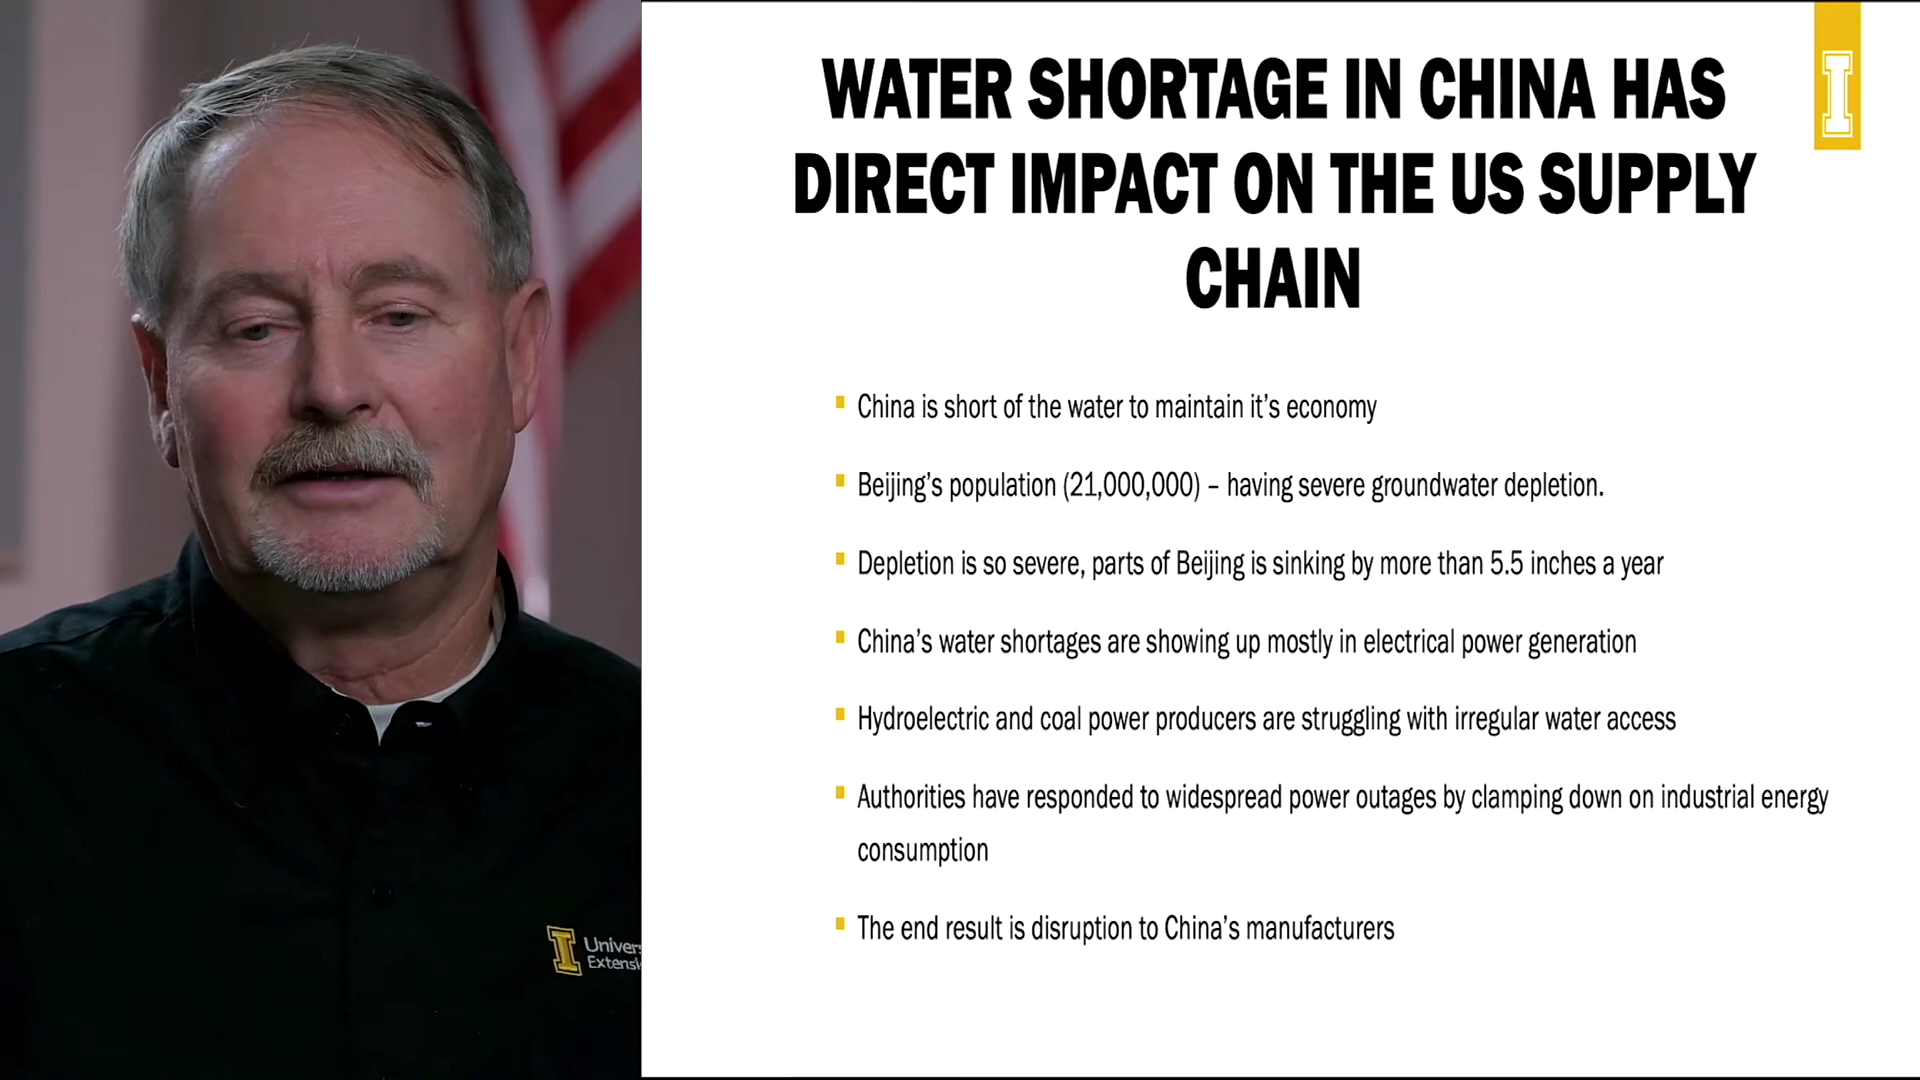 WATER SHORTAGE IN CHINA HAS
DIRECT IMPACT ON THE US SUPPLY
CHAIN
I
China is short of the water to maintain it’s economy
Beijing’s population (21,000,000) – having severe groundwater depletion.
Depletion is so severe, parts of Beijing is sinking by more than 5.5 inches a year
China’s water shortages are showing up mostly in electrical power generation
Hydroelectric and coal power producers are struggling with irregular water access
Authorities have responded to widespread power outages by clamping down on industrial energy
consumption
The end result is disruption to China’s manufacturers
I
Univers
Extensi